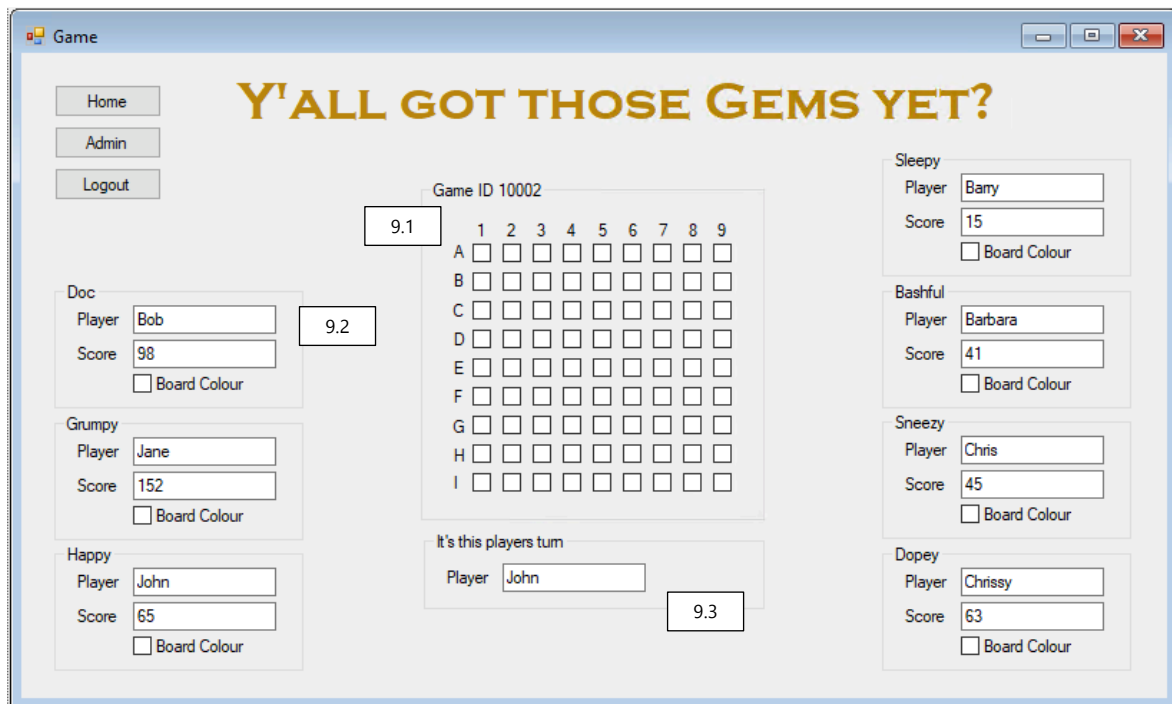 Game
Y'all got those Gems yet?
Home
Admin
Logout
Doc
Player Bob
Score 98
Board Colour
9.2
Grumpy
Player Jane
Score 152
Board Colour
Happy
Player John
Score 65
Board Colour
Game ID 10002
9.1
1 2 3 4 5 6 7 8 9
A
B
C
D
E
F
G
H
I
It's this players turn
Player John
9.3
Sleepy
Player Barry
Score 15
Board Colour
Bashful
Player Barbara
Score 41
Board Colour
Sneezy
Player Chris
Score 45
Board Colour
Dopey
Player Chrissy
Score 63
Board Colour